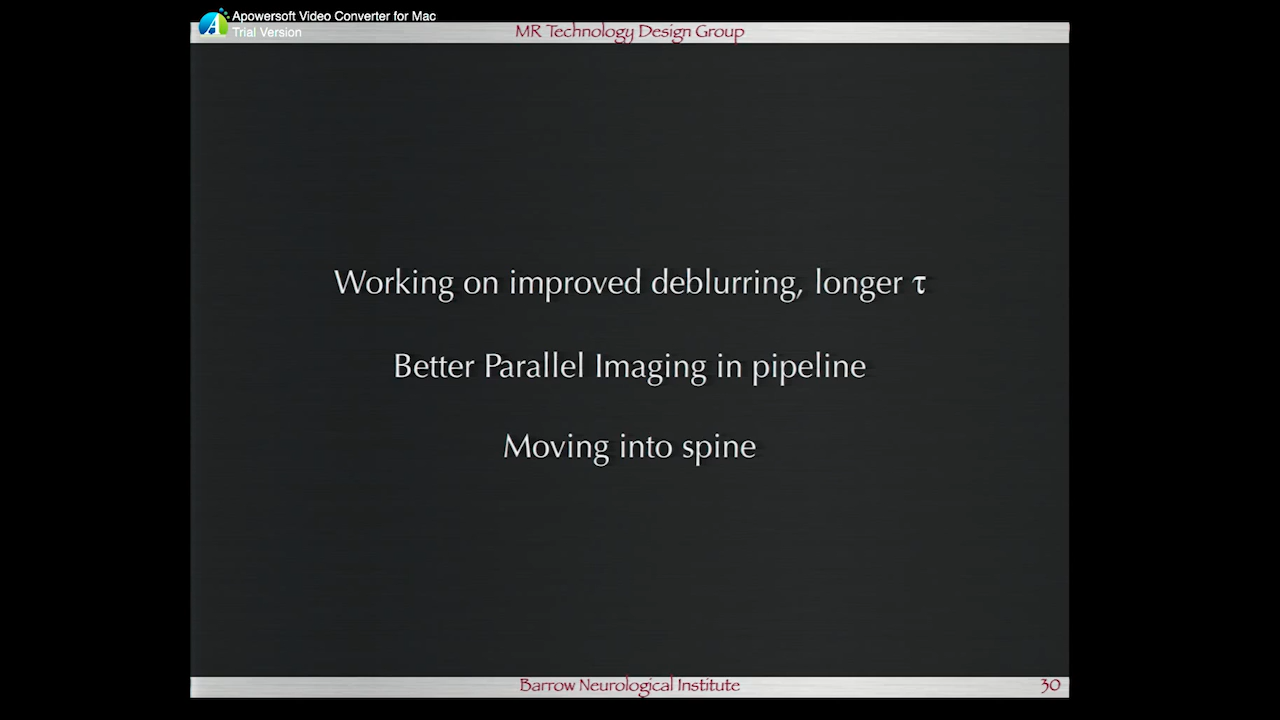 Apowersoft Video Converter for Mac
Trial Version
MR Technology Design Group
Working on improved deblurring, longer τ
Better Parallel Imaging in pipeline
Moving into spine
Barrow Neurological Institute
30